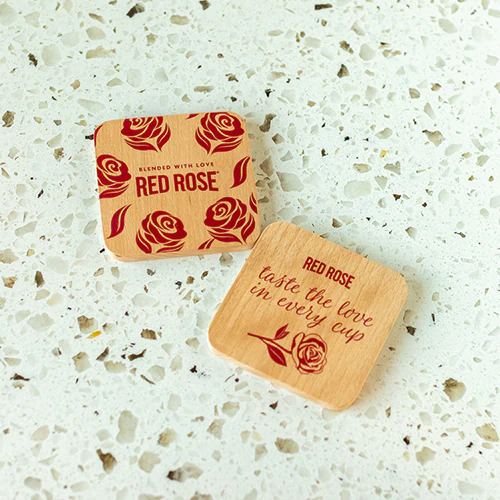 BLENDED WITH LOVE
RED ROSE
RED ROSE
taste the love
in every cup